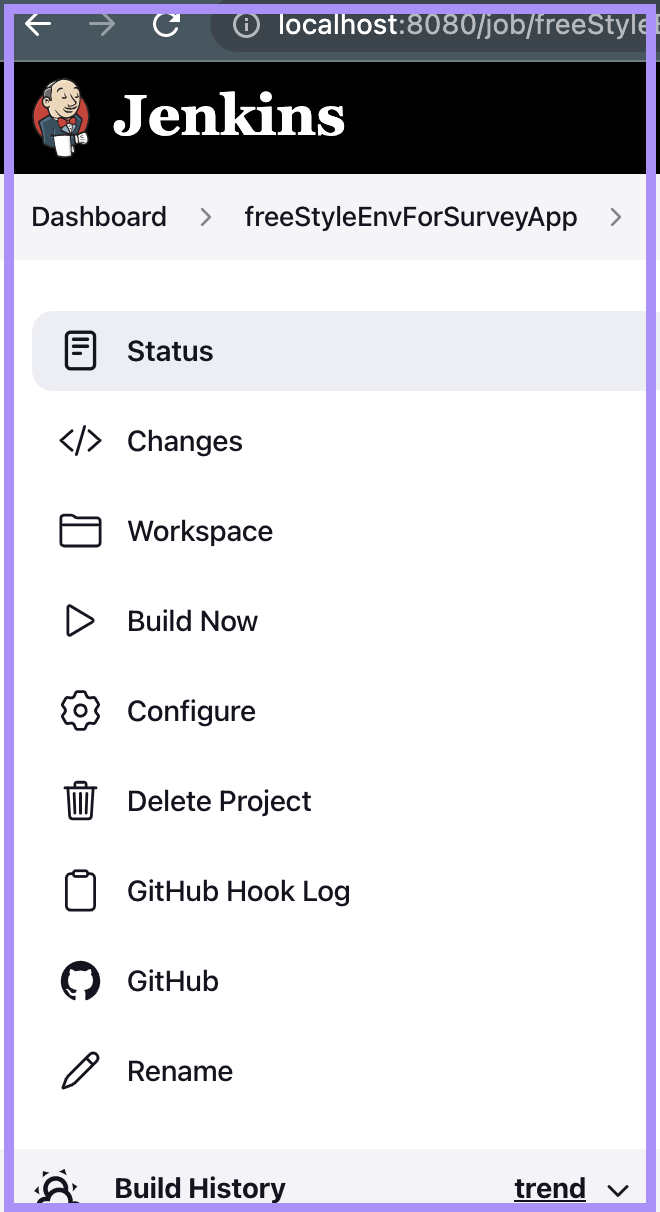 localhost:8080/job/freeStyle
Jenkins
Dashboard > freeStyleEnvForSurveyApp >
Status
Changes
Workspace
Build Now
Configure
Delete Project
GitHub Hook Log
GitHub
Rename
Build History trend